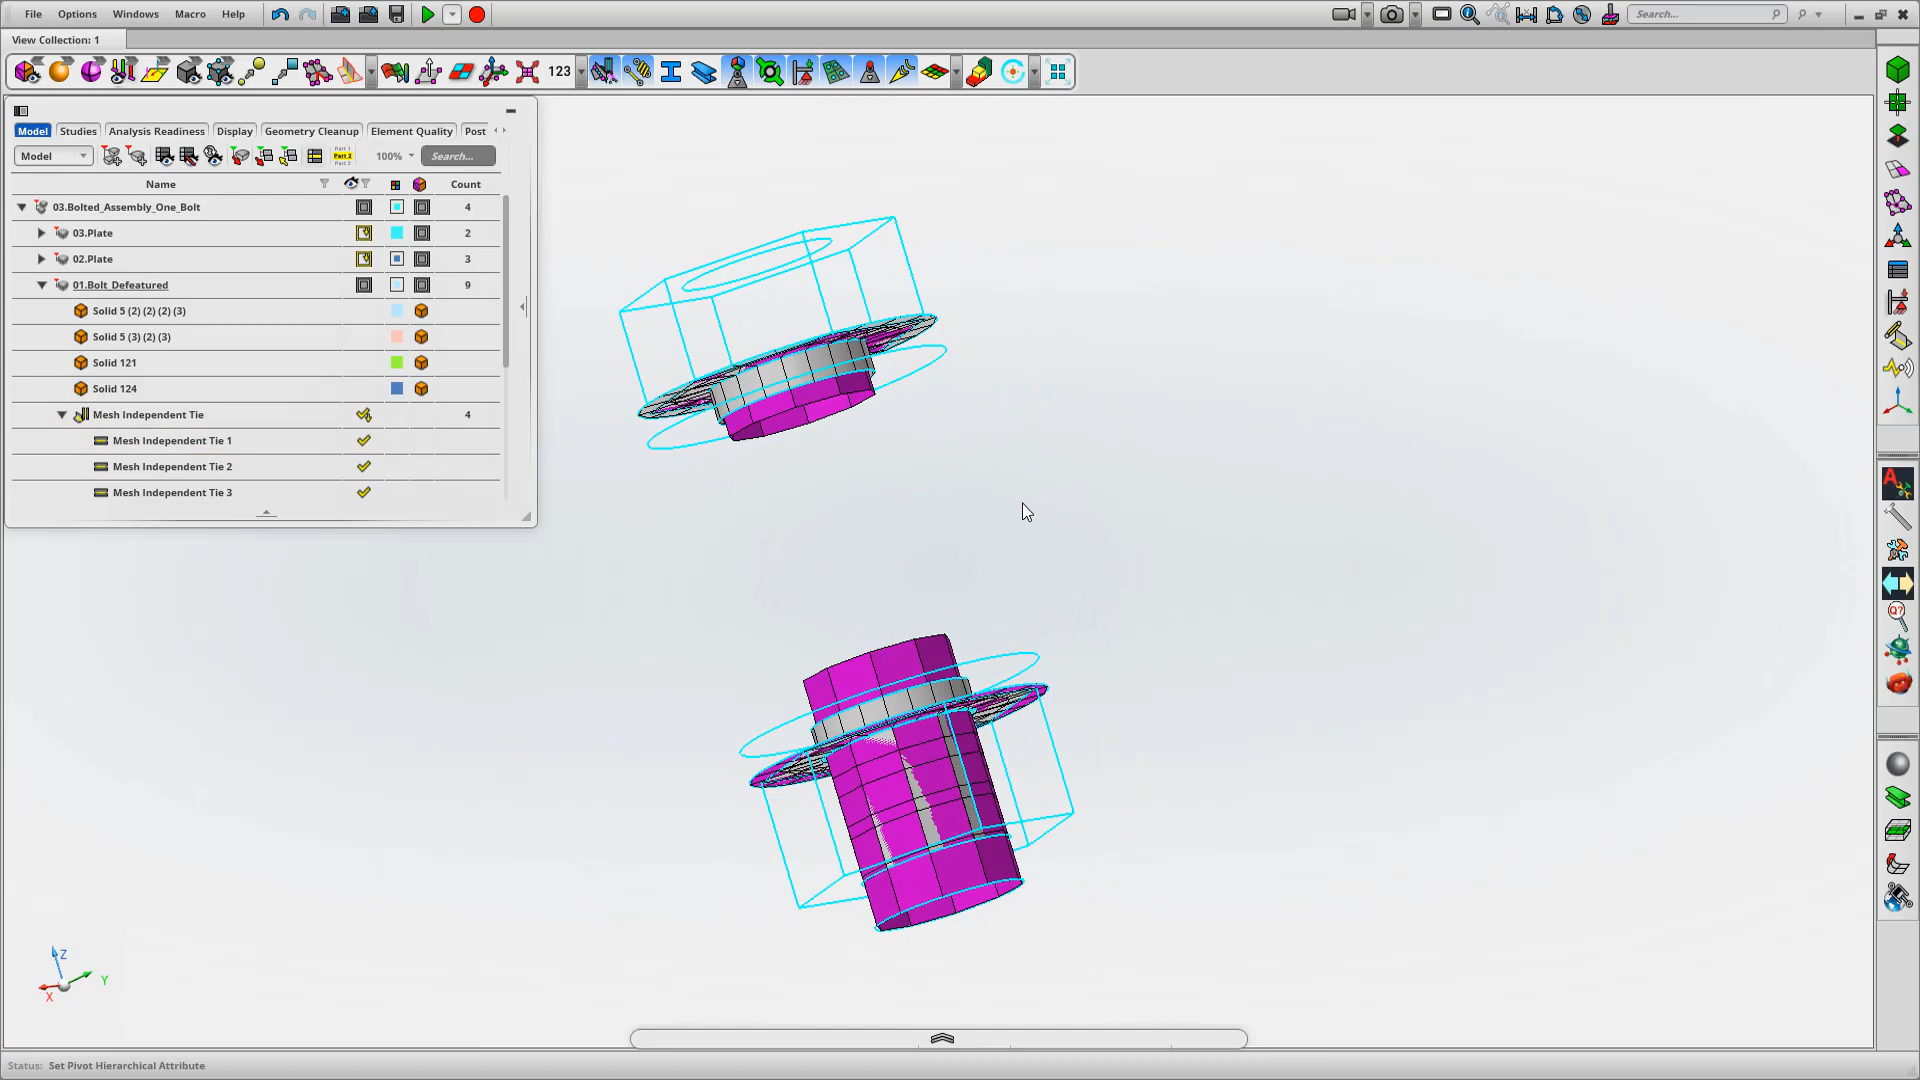 File Options Windows Macro Help Search...
View Collection: 1
123
Model Studies Analysis Readiness Display Geometry Cleanup Element Quality Post
Model 100% Search...
Name Count
03.Bolted_Assembly_One_Bolt 4
03.Plate 2
02.Plate 3
01.Bolt_Defeatured 9
Solid 5 (2) (2) (2) (3)
Solid 5 (3) (2) (3)
Solid 121
Solid 124
Mesh Independent Tie 4
Mesh Independent Tie 1
Mesh Independent Tie 2
Mesh Independent Tie 3
Z
Y
X
Status: Set Pivot Hierarchical Attribute